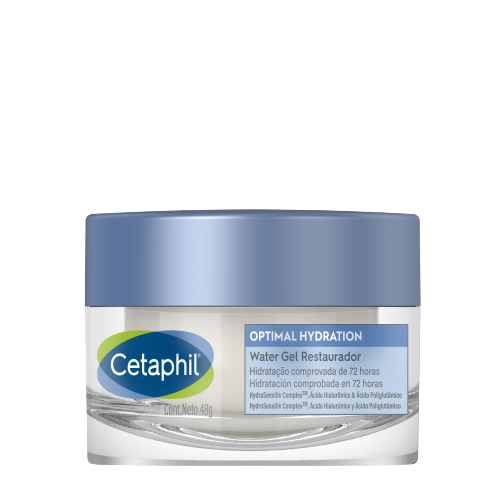 OPTIMAL HYDRATION
Water Gel Restaurador
Hidratação comprovada de 72 horas
Hidratación comprobada en 72 horas
HydroSensitiv Complex™, Ácido Hialurônico & Ácido Poliglutâmico
HydroSensitiv Complex™, Ácido Hialurónico y Ácido Poliglutámico
Cetaphil®
Cont.Neto 48g